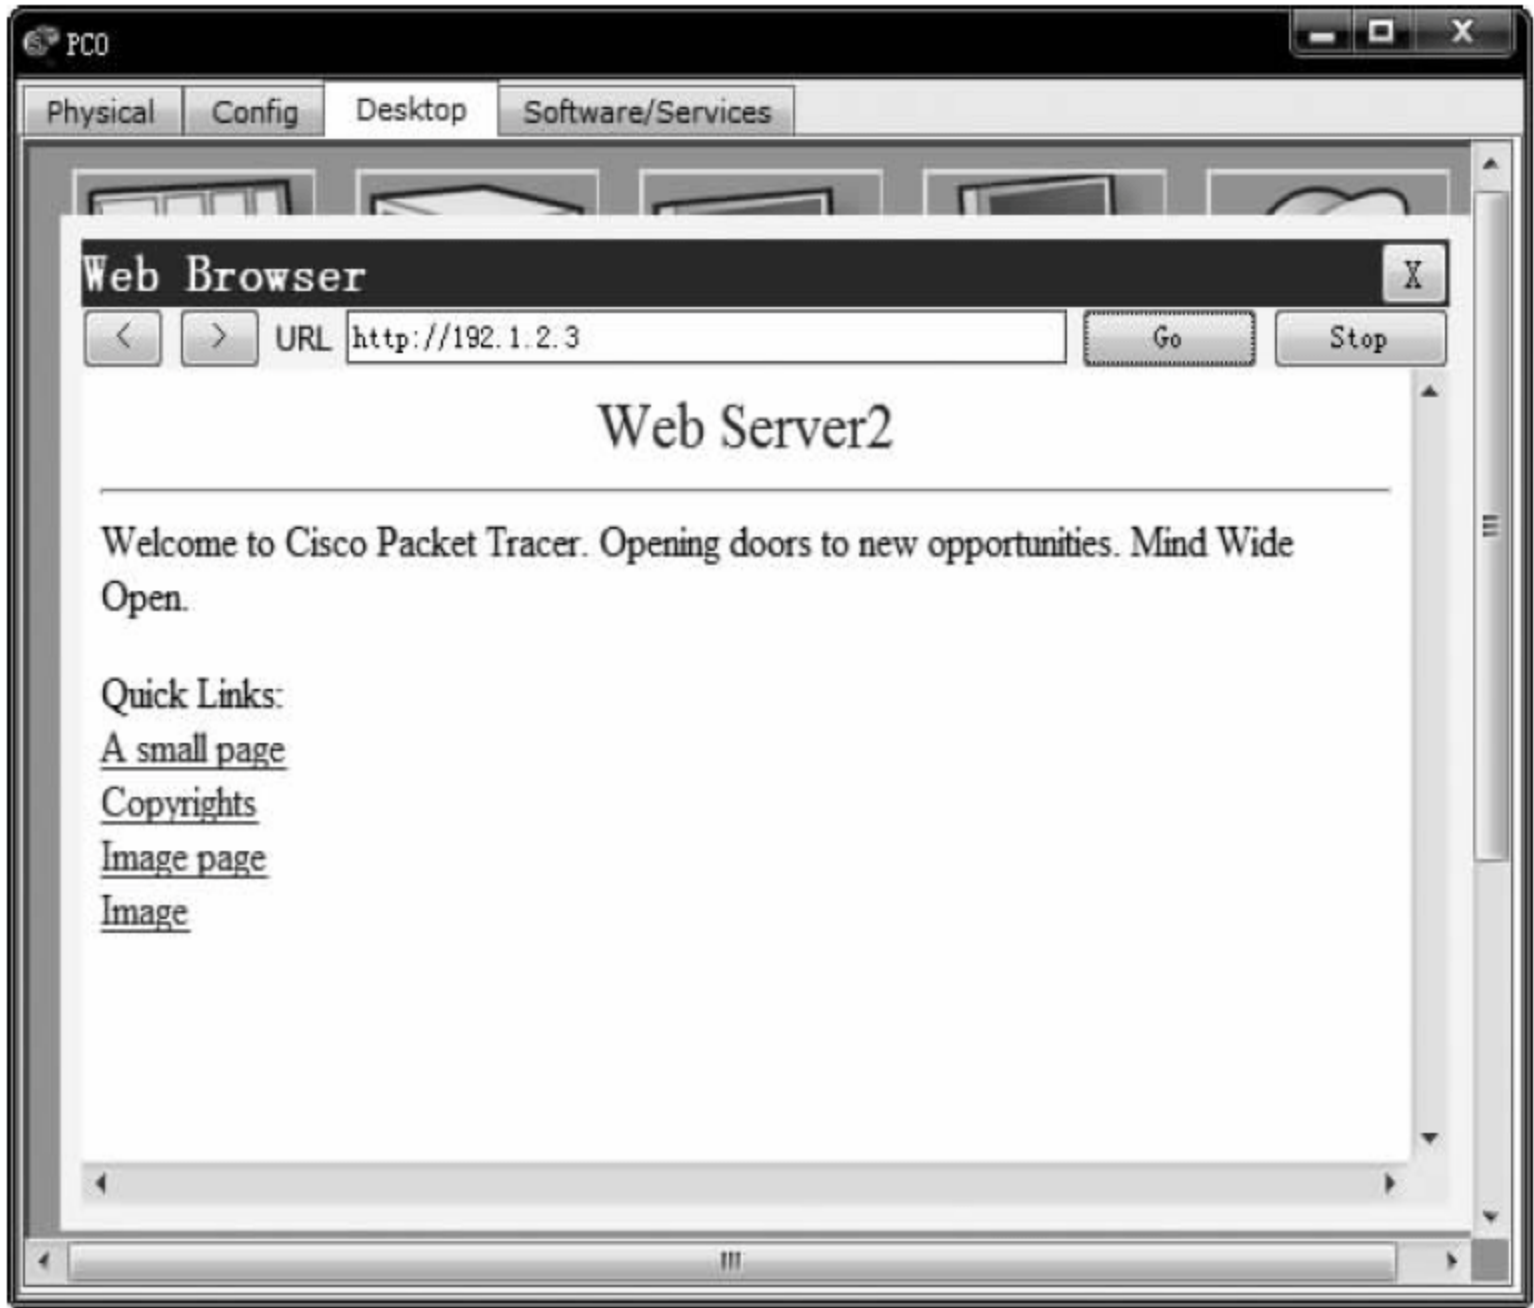 PC0
Physical Config Desktop Software/Services
Web Browser X
< > URL http://192.1.2.3 Go Stop
Web Server2
Welcome to Cisco Packet Tracer. Opening doors to new opportunities. Mind Wide
Open.
Quick Links:
A small page
Copyrights
Image page
Image